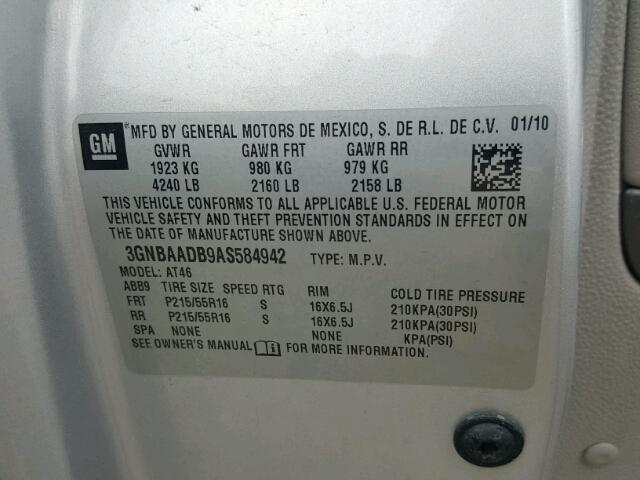 GM ® MFD BY GENERAL MOTORS DE MEXICO, S. DE R.L. DE C.V. 01/10
GVWR GAWR FRT GAWR RR
1923 KG 980 KG 979 KG
4240 LB 2160 LB 2158 LB
THIS VEHICLE CONFORMS TO ALL APPLICABLE U.S. FEDERAL MOTOR
VEHICLE SAFETY AND THEFT PREVENTION STANDARDS IN EFFECT ON
THE DATE OF MANUFACTURE SHOWN ABOVE.
3GNBAADB9AS584942 TYPE: M.P.V.
MODEL: AT46
ABB9 TIRE SIZE SPEED RTG RIM COLD TIRE PRESSURE
FRT P215/55R16 S 16X6.5J 210KPA(30PSI)
RR P215/55R16 S 16X6.5J 210KPA(30PSI)
SPA NONE NONE KPA(PSI)
SEE OWNER'S MANUAL FOR MORE INFORMATION.